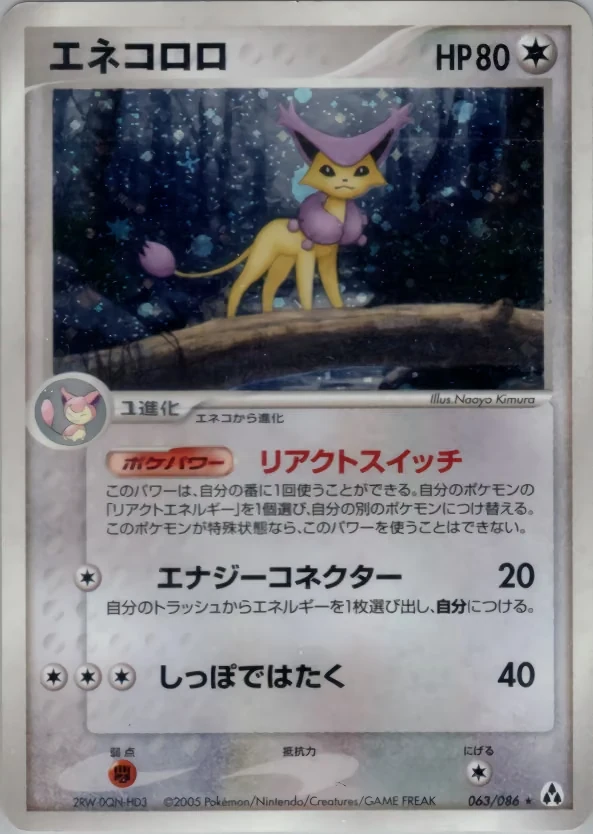 エネコロロ HP80
Illus. Naoyo Kimura
1進化
エネコから進化
ポケパワー リアクトスイッチ
このパワーは、自分の番に1回使うことができる。自分のポケモンの
「リアクトエネルギー」を1個選び、自分の別のポケモンにつけ替える。
このポケモンが特殊状態なら、このパワーを使うことはできない。
エナジーコネクター 20
自分のトラッシュからエネルギーを1枚選び出し、自分につける。
しっぽではたく 40
弱点 抵抗力 にげる
2RW 0QN-HD3 ©2005 Pokémon/Nintendo/Creatures/GAME FREAK 063/086 ★